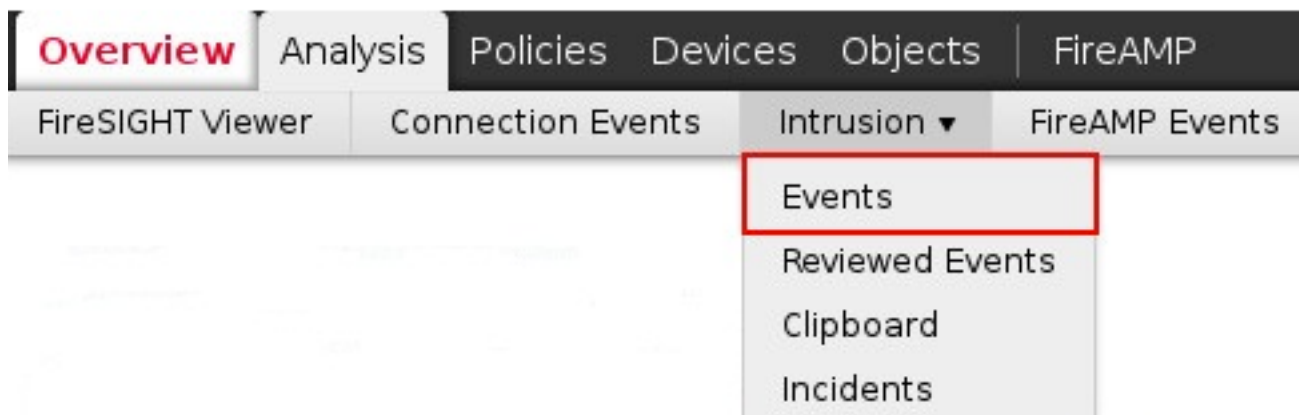 Overview Analysis Policies Devices Objects FireAMP
FireSIGHT Viewer Connection Events Intrusion ▾ FireAMP Events
Events
Reviewed Events
Clipboard
Incidents